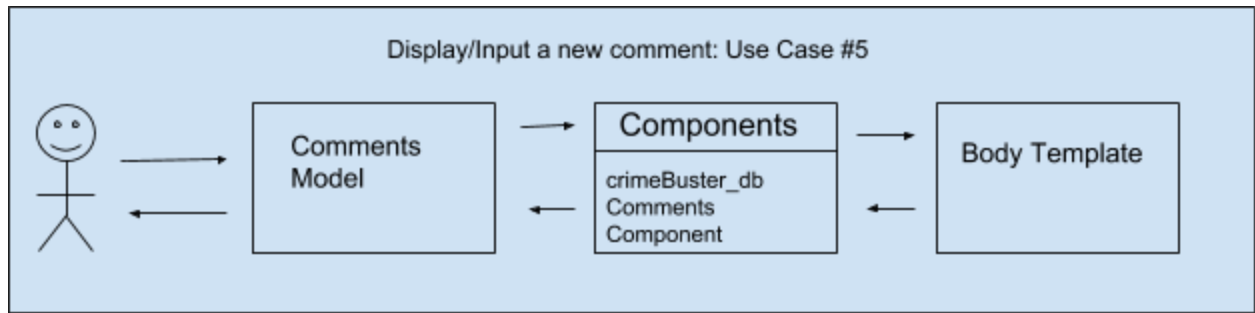 Display/Input a new comment: Use Case #5
Comments
Model
Components
crimeBuster_db
Comments
Component
Body Template